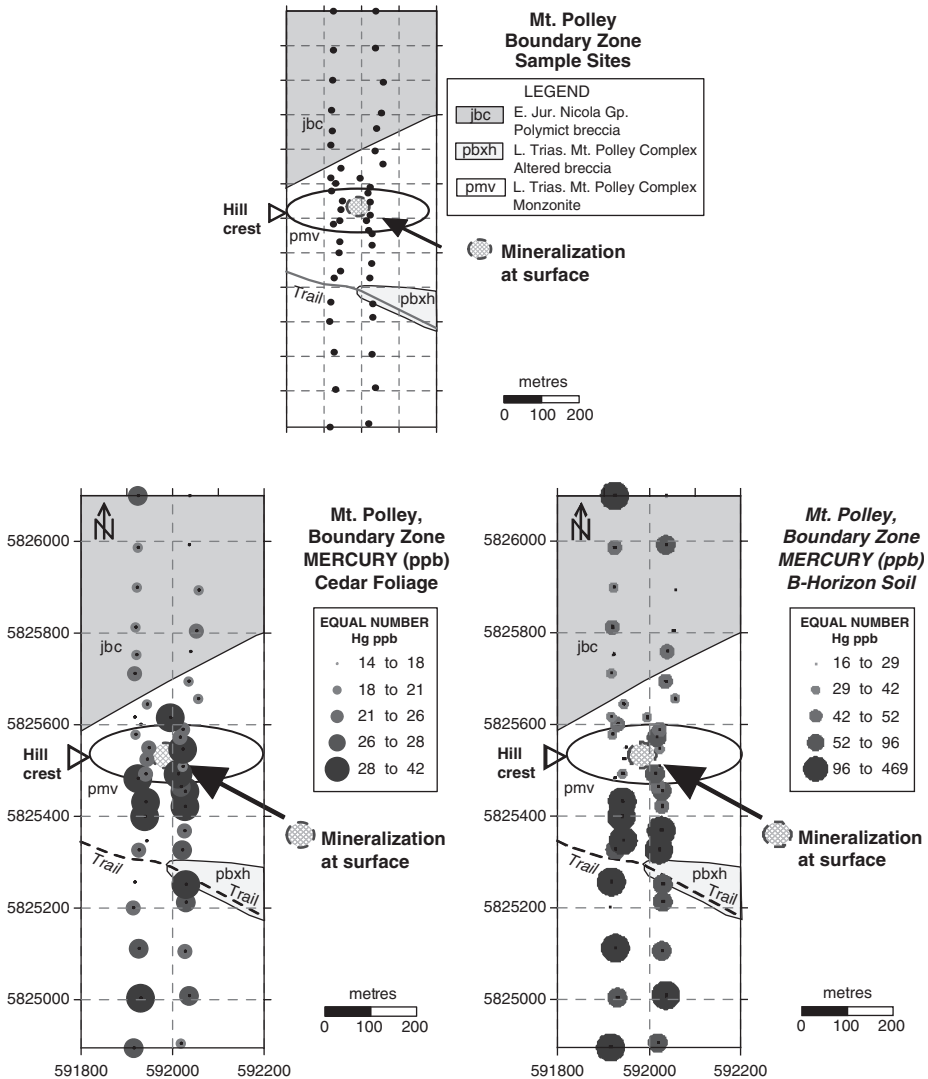 Mt. Polley
Boundary Zone
Sample Sites
LEGEND
jbc E. Jur. Nicola Gp.
Polymict breccia
pbxh L. Trias. Mt. Polley Complex
Altered breccia
pmv L. Trias. Mt. Polley Complex
Monzonite
jbc
Hill
crest
pmv
Mineralization
at surface
Trail
pbxh
metres
0 100 200
N
5826000
5825800
5825600
5825400
5825200
5825000
591800 592000 592200
jbc
Hill
crest
pmv
Trail
pbxh
Trail
Mt. Polley,
Boundary Zone
MERCURY (ppb)
Cedar Foliage
EQUAL NUMBER
Hg ppb
14 to 18
18 to 21
21 to 26
26 to 28
28 to 42
Mineralization
at surface
metres
0 100 200
N
5826000
5825800
5825600
5825400
5825200
5825000
591800 592000 592200
jbc
Hill
crest
pmv
Trail
pbxh
Trail
Mt. Polley,
Boundary Zone
MERCURY (ppb)
B-Horizon Soil
EQUAL NUMBER
Hg ppb
16 to 29
29 to 42
42 to 52
52 to 96
96 to 469
Mineralization
at surface
metres
0 100 200